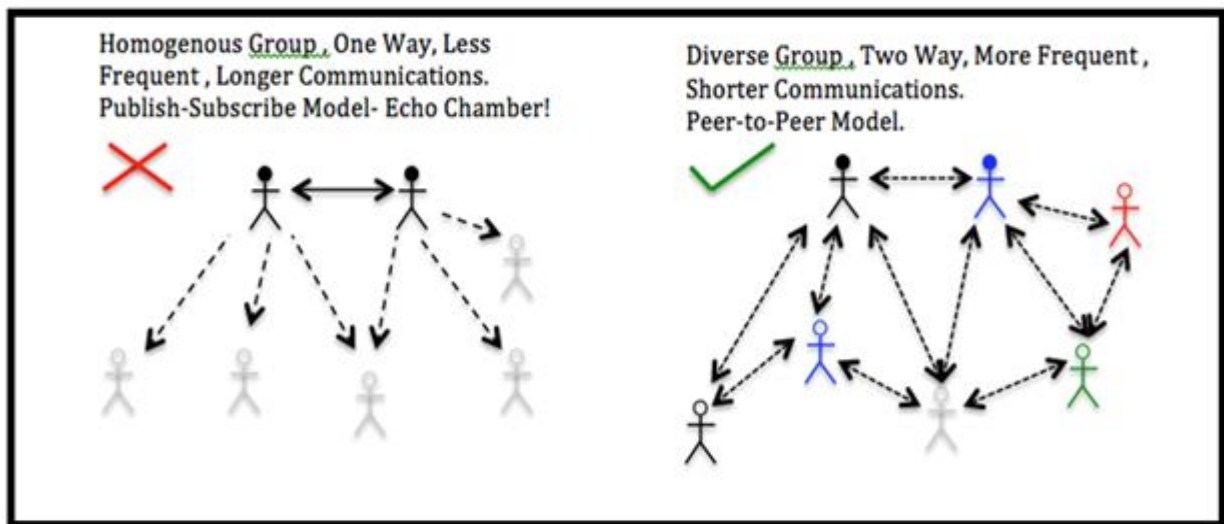 Homogenous Group , One Way, Less
Frequent , Longer Communications.
Publish-Subscribe Model- Echo Chamber!
Diverse Group , Two Way, More Frequent ,
Shorter Communications.
Peer-to-Peer Model.